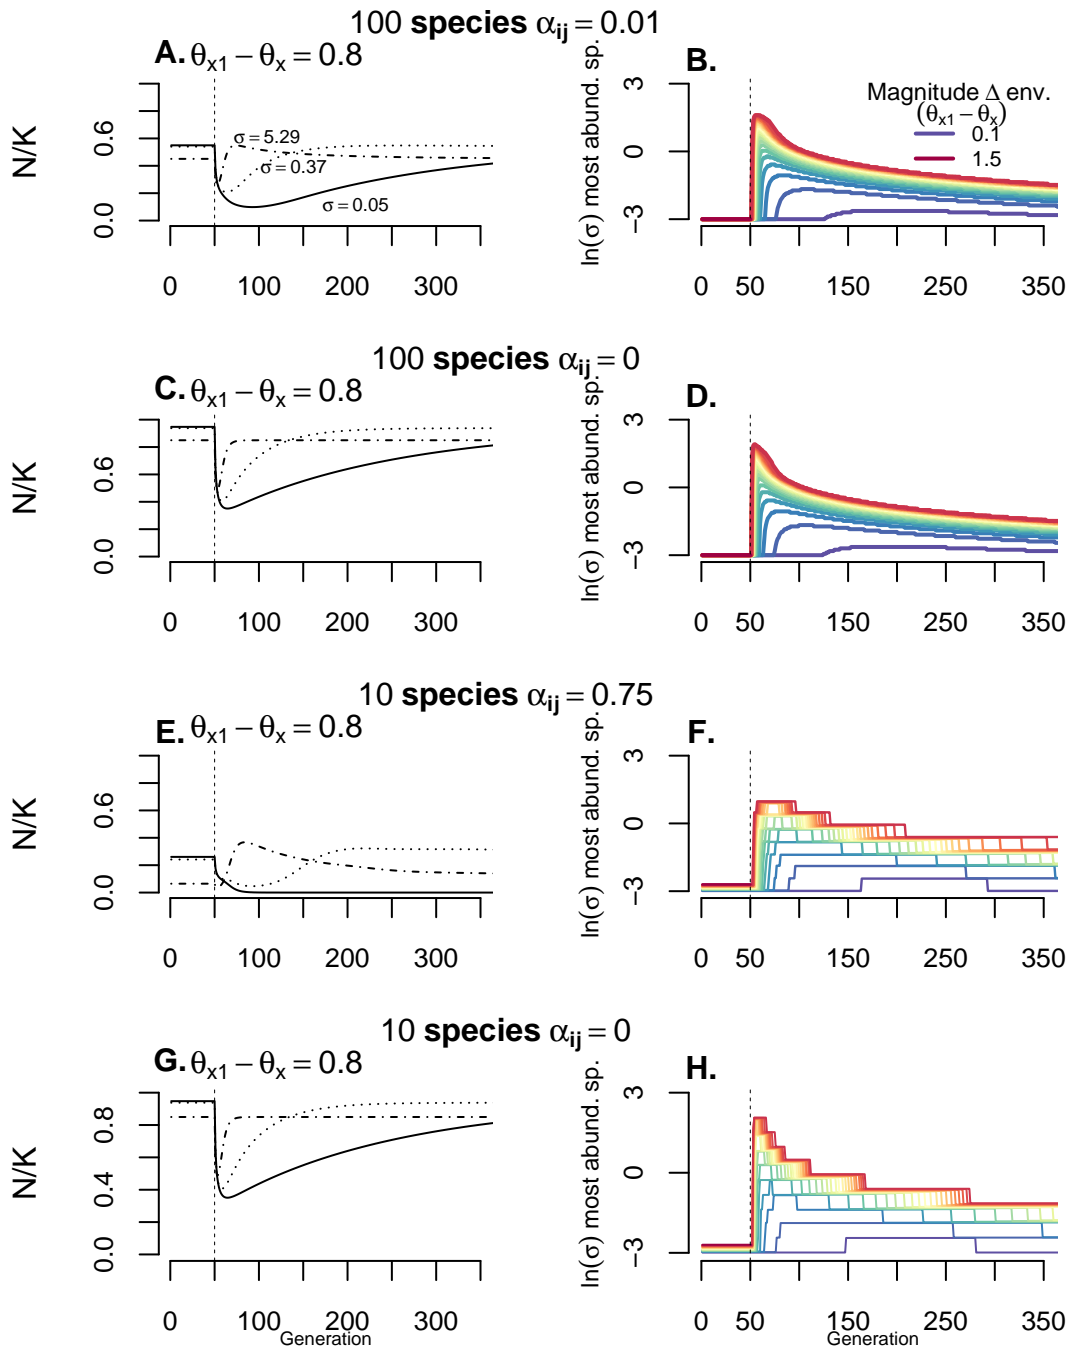 100 species αij = 0.01
A. θx1 − θx = 0.8
N/K
0.0 0.6
σ = 5.29
σ = 0.37
σ = 0.05
0 100 200 300
B.
ln(σ) most abund. sp.
−3 0 3
Magnitude Δ env.
(θx1 − θx)
0.1
1.5
0 50 150 250 350
100 species αij = 0
C. θx1 − θx = 0.8
N/K
0.0 0.6
0 100 200 300
D.
ln(σ) most abund. sp.
−3 0 3
0 50 150 250 350
10 species αij = 0.75
E. θx1 − θx = 0.8
N/K
0.0 0.6
0 100 200 300
F.
ln(σ) most abund. sp.
−3 0 3
0 50 150 250 350
10 species αij = 0
G. θx1 − θx = 0.8
N/K
0.0 0.4 0.8
0 100 200 300
Generation
H.
ln(σ) most abund. sp.
−3 0 3
0 50 150 250 350
Generation